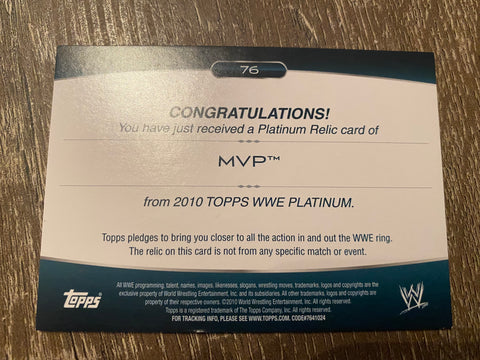 76
CONGRATULATIONS!
You have just received a Platinum Relic card of
MVP™
from 2010 TOPPS WWE PLATINUM.
Topps pledges to bring you closer to all the action in and out the WWE ring.
The relic on this card is not from any specific match or event.
All WWE programming, talent, names, images, likenesses, slogans, wrestling moves, trademarks, logos and copyrights are the
exclusive property of World Wrestling Entertainment, Inc. and its subsidiaries. All other trademarks, logos and copyrights are
property of their respective owners. ©2010 World Wrestling Entertainment, Inc. All rights reserved.
Topps is a registered trademark of The Topps Company, Inc. All rights reserved.
FOR TRACKING INFO, PLEASE SEE WWW.TOPPS.COM. CODE#7641024
Topps
W